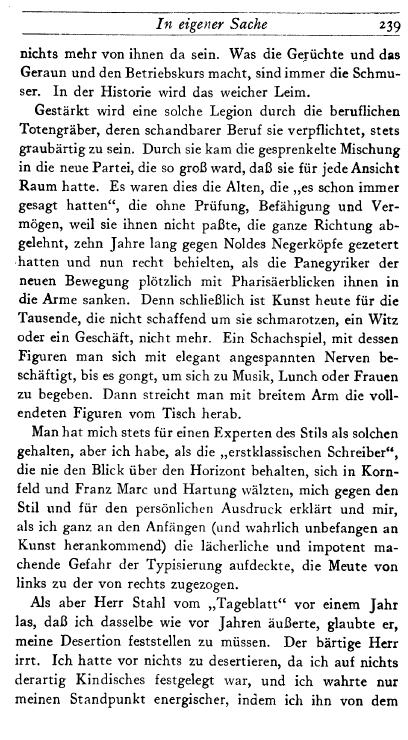 In eigener Sache 239
nichts mehr von ihnen da sein. Was die Gerüchte und das
Geraun und den Betriebskurs macht, sind immer die Schmu-
ser. In der Historie wird das weicher Leim.
Gestärkt wird eine solche Legion durch die beruflichen
Totengräber, deren schandbarer Beruf sie verpflichtet, stets
graubärtig zu sein. Durch sie kam die gesprenkelte Mischung
in die neue Partei, die so groß ward, daß sie für jede Ansicht
Raum hatte. Es waren dies die Alten, die „es schon immer
gesagt hatten“, die ohne Prüfung, Befähigung und Ver-
mögen, weil sie ihnen nicht paßte, die ganze Richtung ab-
gelehnt, zehn Jahre lang gegen Noldes Negerköpfe gezetert
hatten und nun recht behielten, als die Panegyriker der
neuen Bewegung plötzlich mit Pharisäerblicken ihnen in
die Arme sanken. Denn schließlich ist Kunst heute für die
Tausende, die nicht schaffend um sie schmarotzen, ein Witz
oder ein Geschäft, nicht mehr. Ein Schachspiel, mit dessen
Figuren man sich mit elegant angespannten Nerven be-
schäftigt, bis es gongt, um sich zu Musik, Lunch oder Frauen
zu begeben. Dann streicht man mit breitem Arm die voll-
endeten Figuren vom Tisch herab.
Man hat mich stets für einen Experten des Stils als solchen
gehalten, aber ich habe, als die „erstklassischen Schreiber“,
die nie den Blick über den Horizont behalten, sich in Korn-
feld und Franz Marc und Hartung wälzten, mich gegen den
Stil und für den persönlichen Ausdruck erklärt und mir,
als ich ganz an den Anfängen (und wahrlich unbefangen an
Kunst herankommend) die lächerliche und impotent ma-
chende Gefahr der Typisierung aufdeckte, die Meute von
links zu der von rechts zugezogen.
Als aber Herr Stahl vom „Tageblatt“ vor einem Jahr
las, daß ich dasselbe wie vor Jahren äußerte, glaubte er,
meine Desertion feststellen zu müssen. Der bärtige Herr
irrt. Ich hatte vor nichts zu desertieren, da ich auf nichts
derartig Kindisches festgelegt war, und ich wahrte nur
meinen Standpunkt energischer, indem ich ihn von dem